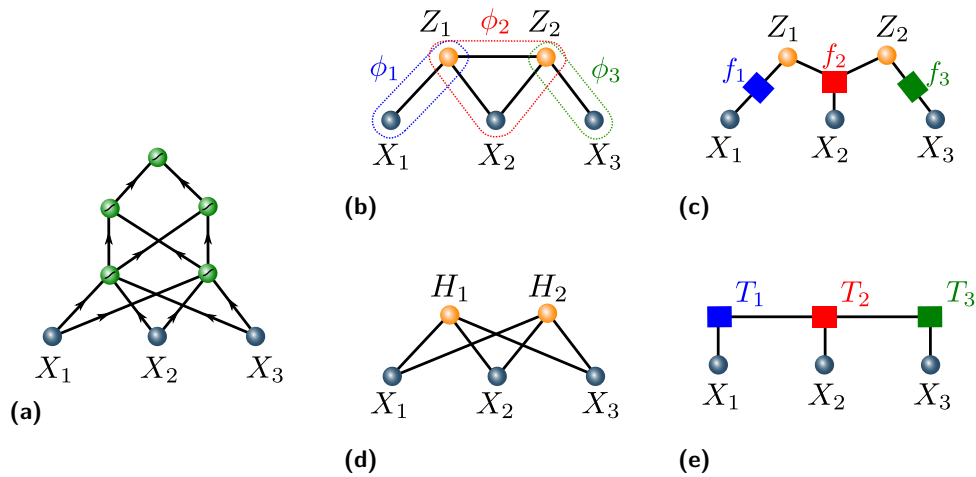 X₁ X₂ X₃
(a)
Z₁ ϕ₂ Z₂
ϕ₁ ϕ₃
X₁ X₂ X₃
(b)
Z₁ Z₂
f₁ f₂ f₃
X₁ X₂ X₃
(c)
H₁ H₂
X₁ X₂ X₃
(d)
T₁ T₂ T₃
X₁ X₂ X₃
(e)